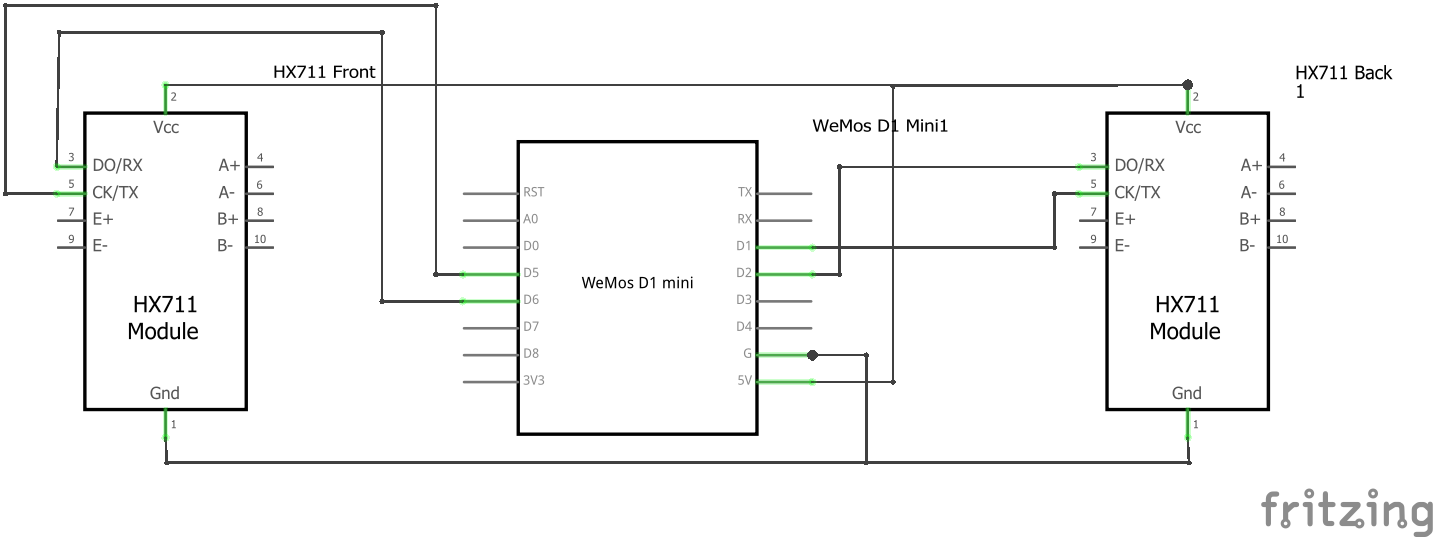 HX711 Front
HX711 Back
1
2
Vcc
3
DO/RX
A+
4
5
CK/TX
A-
6
7
E+
B+
8
9
E-
B-
10
HX711
Module
Gnd
1
WeMos D1 Mini1
RST
TX
A0
RX
D0
D1
D5
D2
WeMos D1 mini
D6
D3
D7
D4
D8
G
3V3
5V
2
Vcc
3
DO/RX
A+
4
5
CK/TX
A-
6
7
E+
B+
8
9
E-
B-
10
HX711
Module
Gnd
1
fritzing